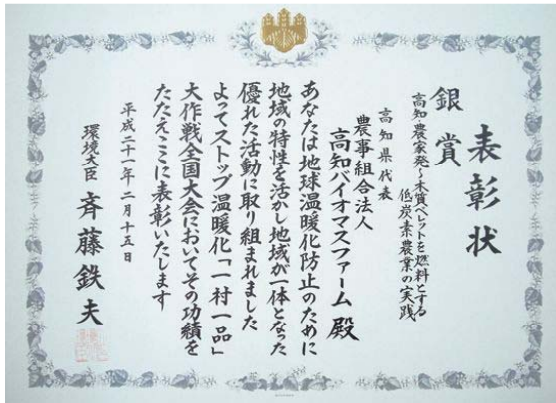 表彰状
銀賞
高知・農家発~木質ペレットを燃料とする
低炭素農業の実践
高知県代表
農事組合法人
高知バイオマスファーム殿
あなたは地球温暖化防止のために
地域の特性を活かし地域が一体となった
優れた活動に取り組まれました
よってストップ温暖化「一村一品」
大作戦全国大会においてその功績を
たたえここに表彰いたします
平成二十一年二月十五日
環境大臣 斉藤鉄夫